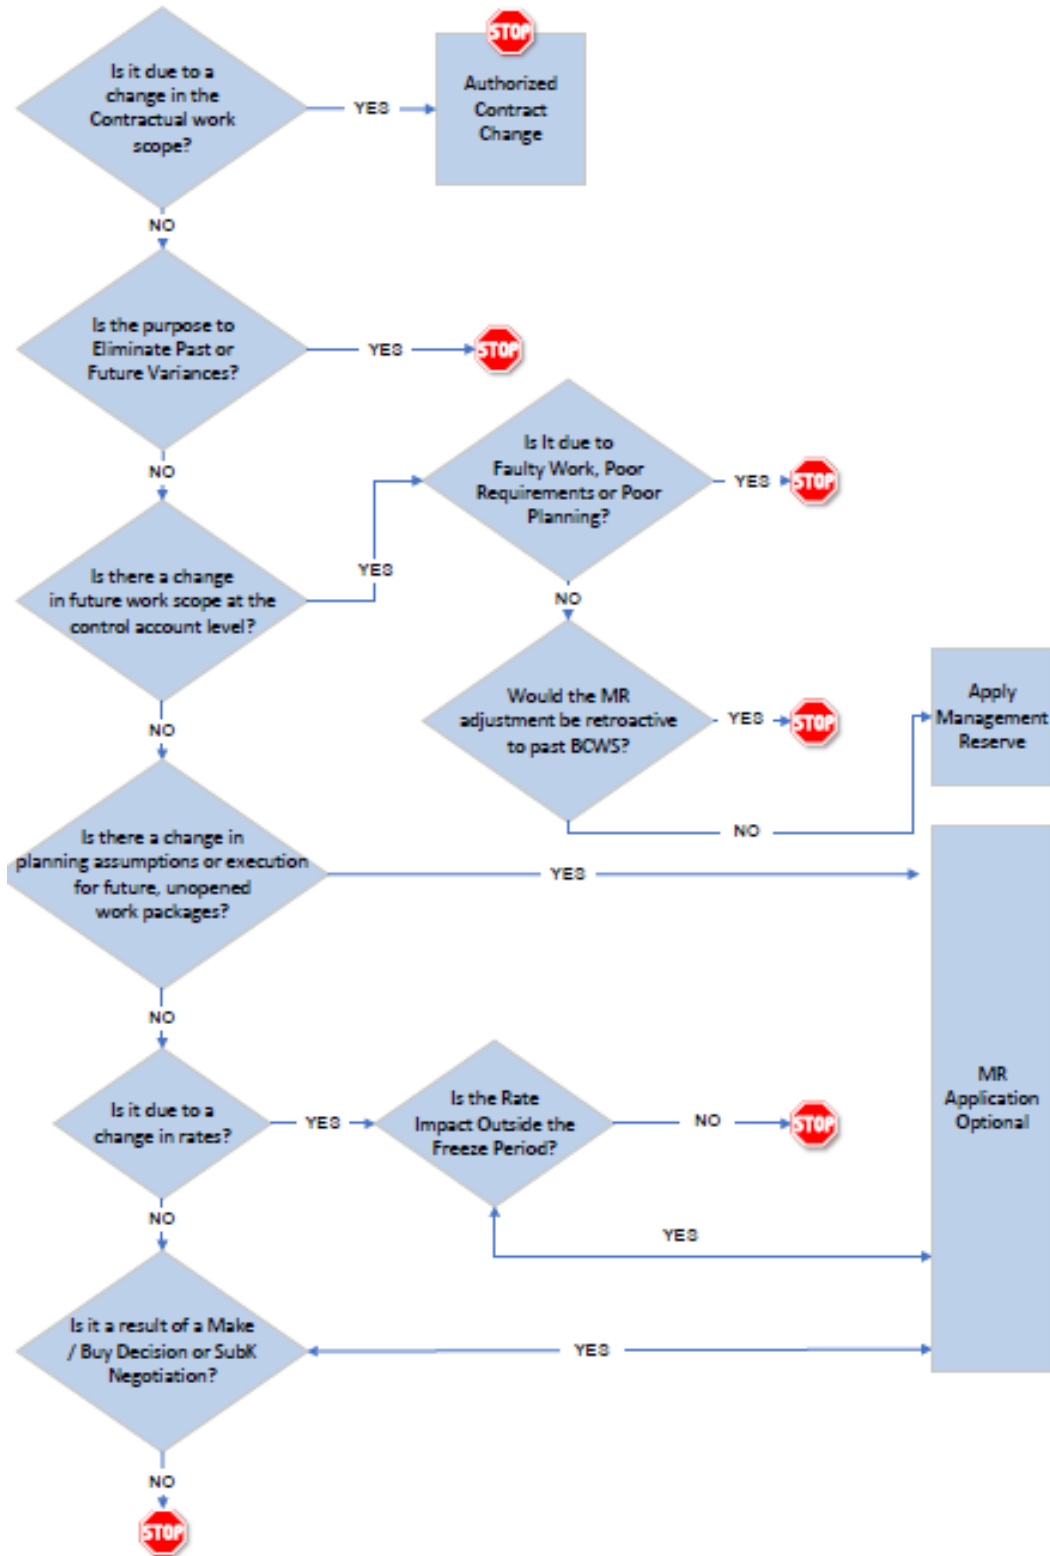 Is it due to a
change in the
Contractual work
scope?
YES
STOP
Authorized
Contract
Change
NO
Is the purpose to
Eliminate Past or
Future Variances?
YES
STOP
NO
Is there a change
in future work scope at the
control account level?
YES
Is It due to
Faulty Work, Poor
Requirements or Poor
Planning?
YES
STOP
NO
Would the MR
adjustment be retroactive
to past BCWS?
YES
STOP
NO
Apply
Management
Reserve
NO
Is there a change in
planning assumptions or execution
for future, unopened
work packages?
YES
MR
Application
Optional
NO
Is it due to a
change in rates?
YES
Is the Rate
Impact Outside the
Freeze Period?
NO
STOP
YES
NO
Is it a result of a Make
/ Buy Decision or SubK
Negotiation?
YES
NO
STOP